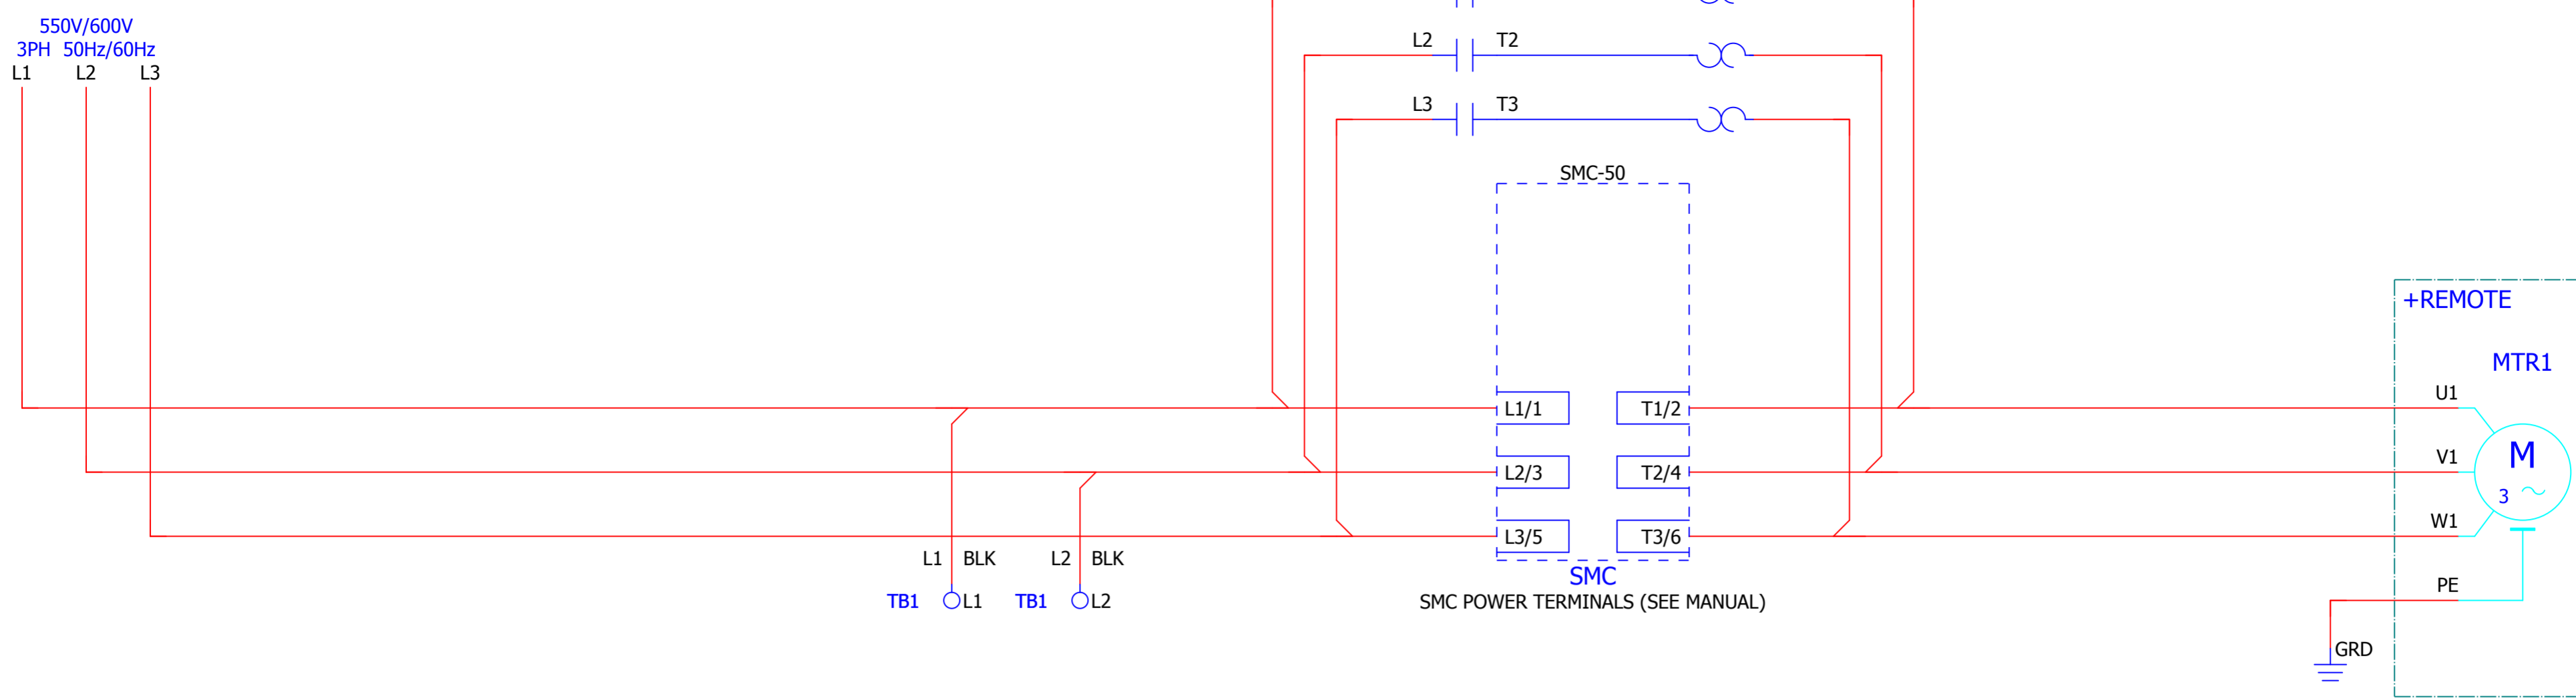 550V/600V
3PH 50Hz/60Hz
L1 L2 L3
L2 T2
L3 T3
SMC-50
+REMOTE
MTR1
L1/1 T1/2 U1
L2/3 T2/4 V1
M
3
L3/5 T3/6 W1
L1 BLK L2 BLK
SMC
PE
TB1 L1 TB1 L2
SMC POWER TERMINALS (SEE MANUAL)
GRD